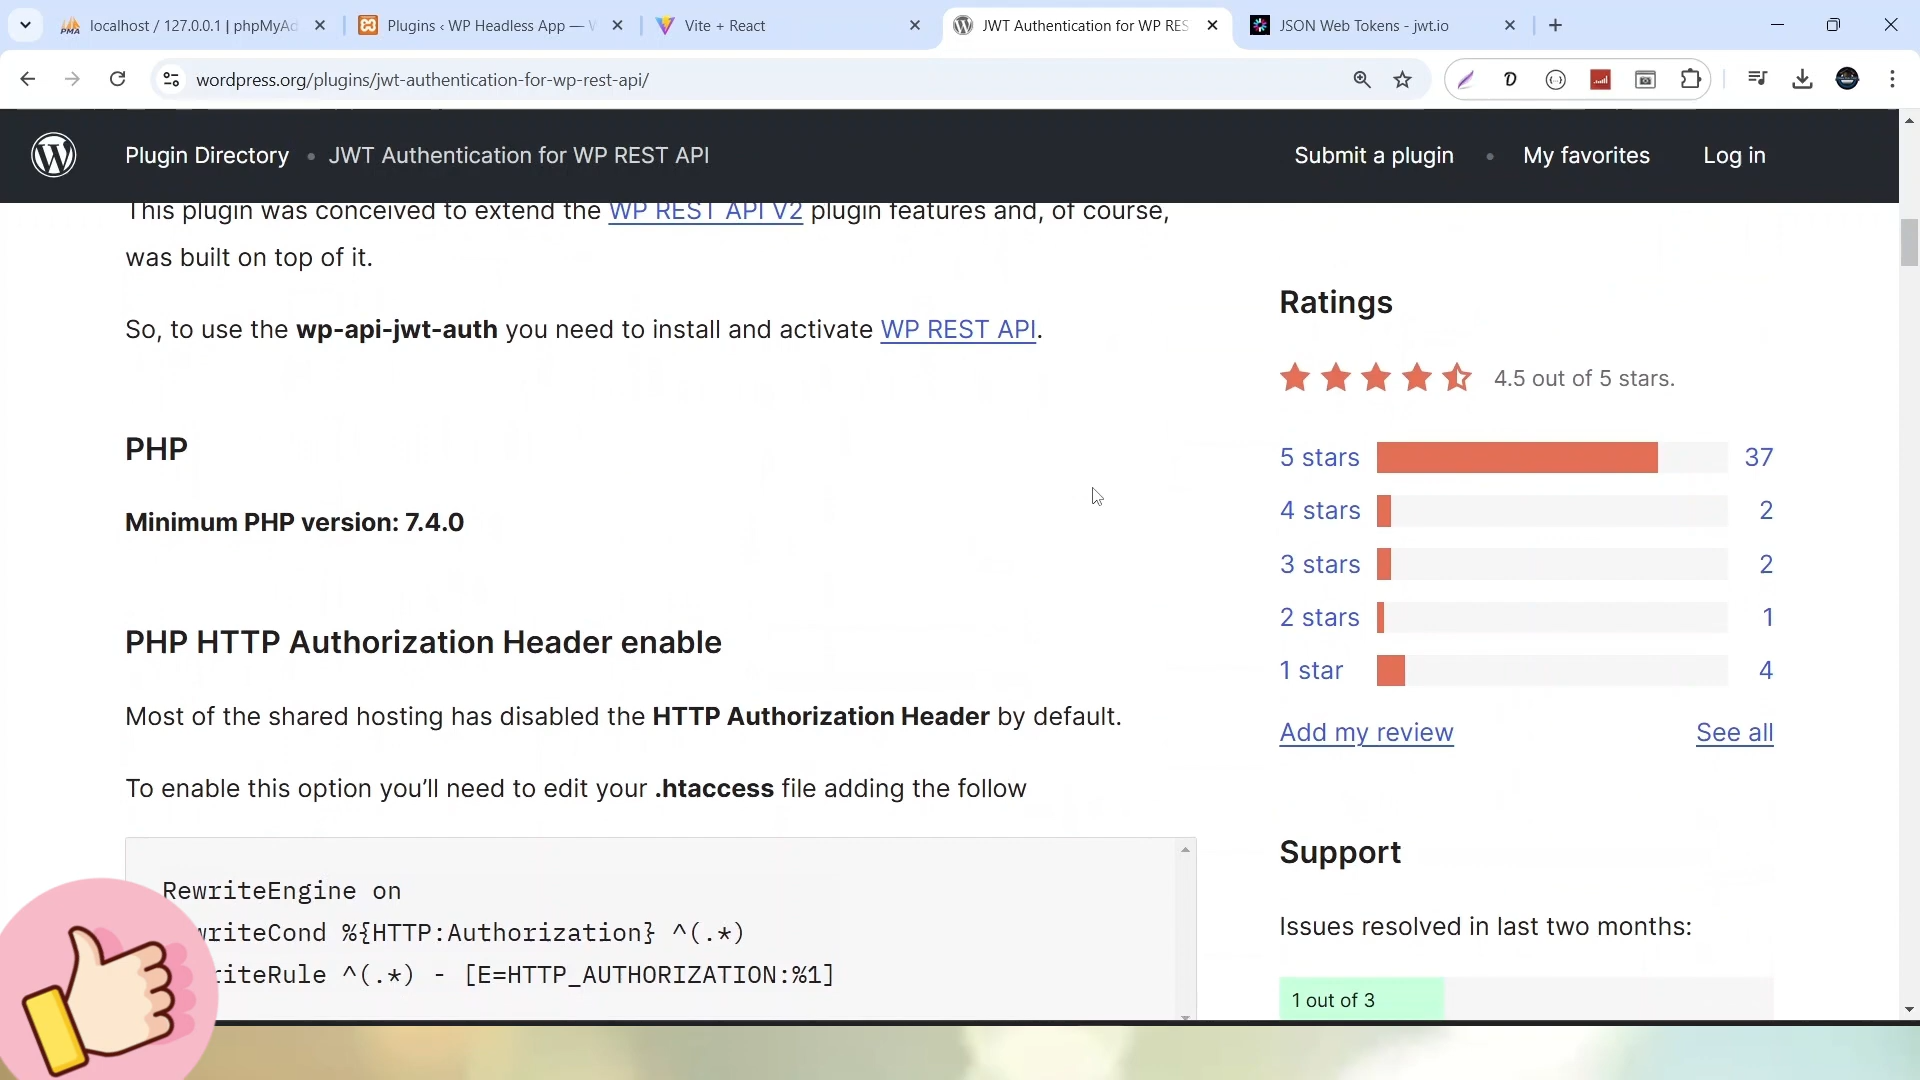 localhost / 127.0.0.1 | phpMyAd
Plugins ‹ WP Headless App — W
Vite + React
JWT Authentication for WP RES
JSON Web Tokens - jwt.io
wordpress.org/plugins/jwt-authentication-for-wp-rest-api/
Plugin Directory • JWT Authentication for WP REST API
Submit a plugin • My favorites
Log in
This plugin was conceived to extend the WP REST API V2 plugin features and, of course,
was built on top of it.
So, to use the wp-api-jwt-auth you need to install and activate WP REST API.
PHP
Minimum PHP version: 7.4.0
PHP HTTP Authorization Header enable
Most of the shared hosting has disabled the HTTP Authorization Header by default.
To enable this option you’ll need to edit your .htaccess file adding the follow
RewriteEngine on
writeCond %{HTTP:Authorization} ^(.*)
riteRule ^(.*) - [E=HTTP_AUTHORIZATION:%1]
Ratings
4.5 out of 5 stars.
5 stars 37
4 stars 2
3 stars 2
2 stars 1
1 star 4
Add my review
See all
Support
Issues resolved in last two months:
1 out of 3